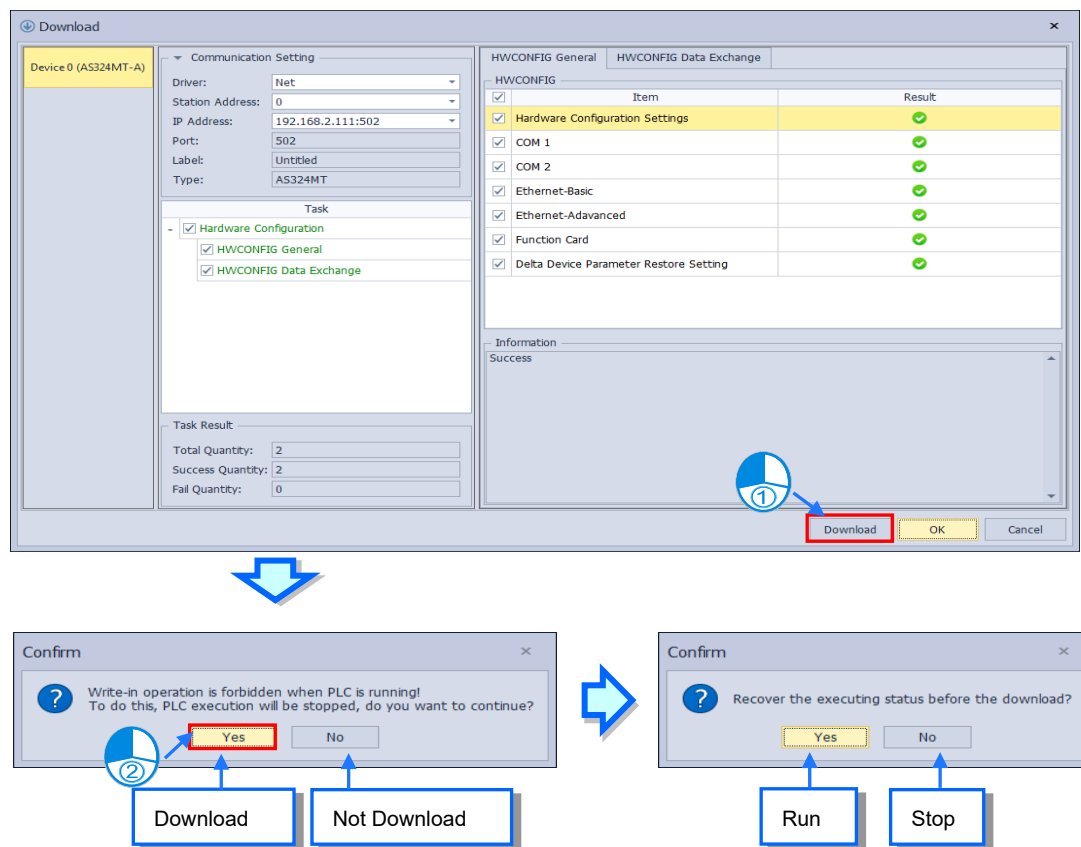 Download
Device 0 (AS324MT-A)
Communication Setting
Driver: Net
Station Address: 0
IP Address: 192.168.2.111:502
Port: 502
Label: Untitled
Type: AS324MT
Task
Hardware Configuration
HWCONFIG General
HWCONFIG Data Exchange
Task Result
Total Quantity: 2
Success Quantity: 2
Fail Quantity: 0
HWCONFIG General HWCONFIG Data Exchange
HWCONFIG
Item Result
Hardware Configuration Settings
COM 1
COM 2
Ethernet-Basic
Ethernet-Adavanced
Function Card
Delta Device Parameter Restore Setting
Information
Success
1
Download OK Cancel
Confirm
Write-in operation is forbidden when PLC is running!
To do this, PLC execution will be stopped, do you want to continue?
Yes No
2
Download Not Download
Confirm
Recover the executing status before the download?
Yes No
Run Stop